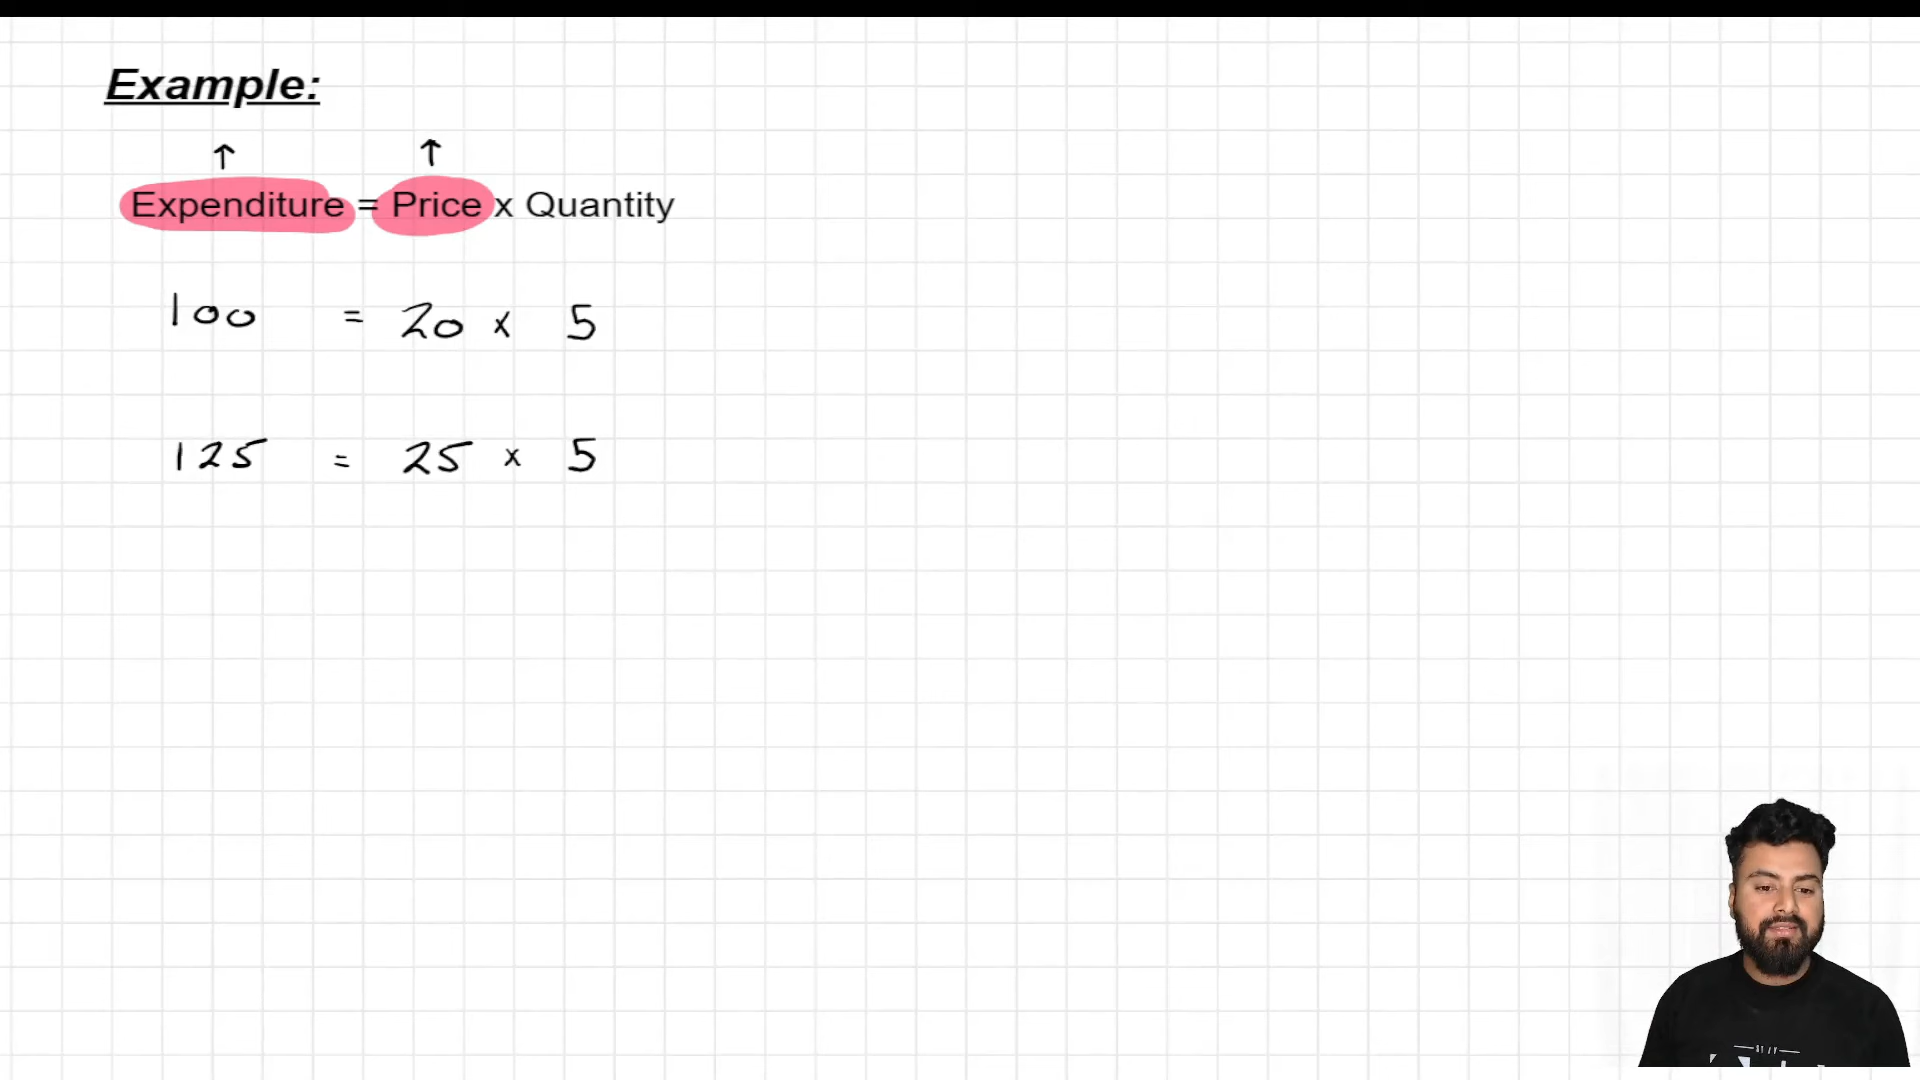 Example:
↑ ↑
Expenditure = Price x Quantity
100 = 20 x 5
125 = 25 x 5